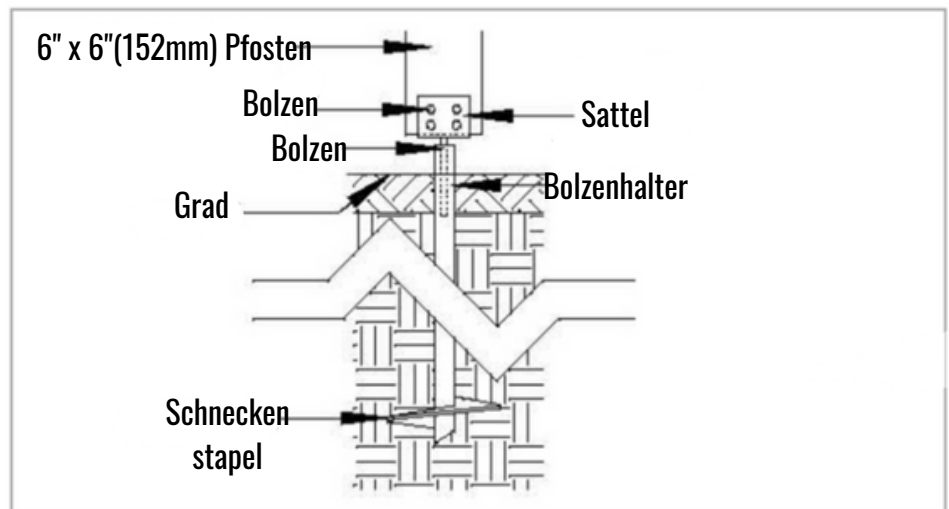 6" x 6"(152mm) Pfosten
Bolzen
Sattel
Bolzen
Bolzenhalter
Grad
Schnecken
stapel